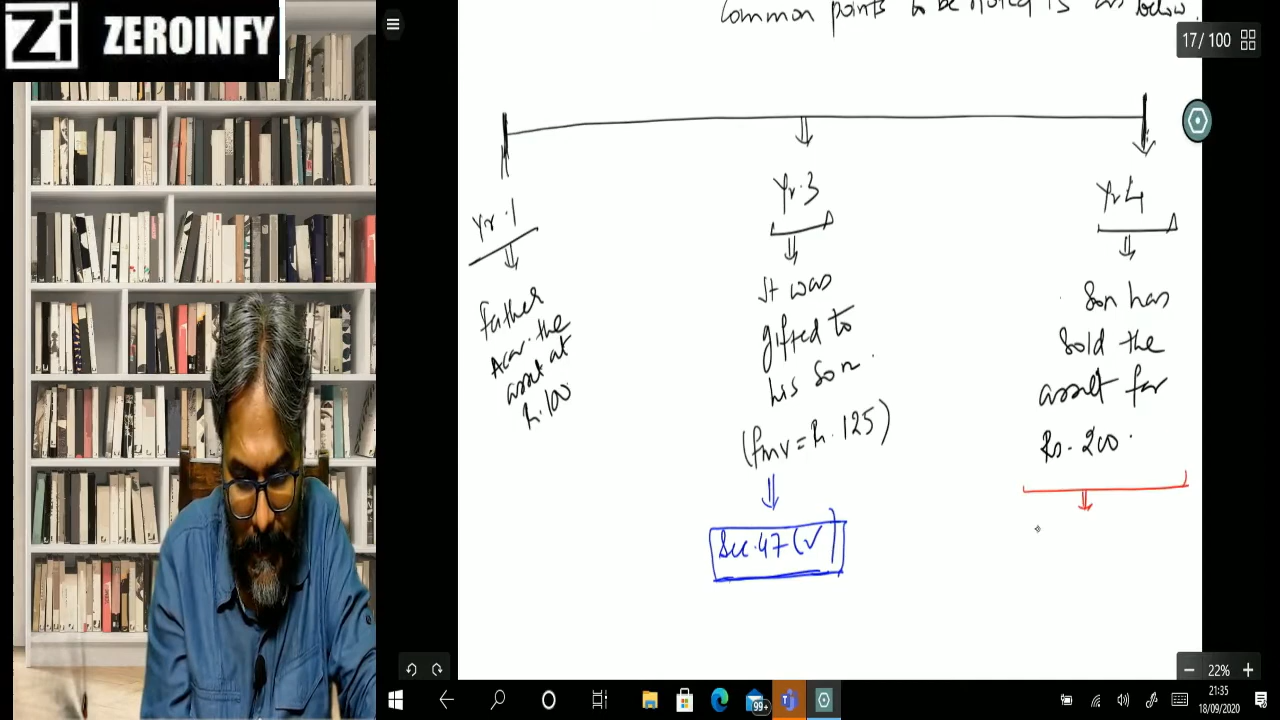 Zi ZEROINFY
Common points to be noted is as below.
17/100
Yr.1
Father
Acqr. the
asset at
Rs.100
Yr.3
It was
gifted to
his son.
(fmv = Rs. 125)
Sec.47(✓)
Yr.4
Son has
sold the
asset for
Rs. 200.
22%
99+
21:35
18/09/2020